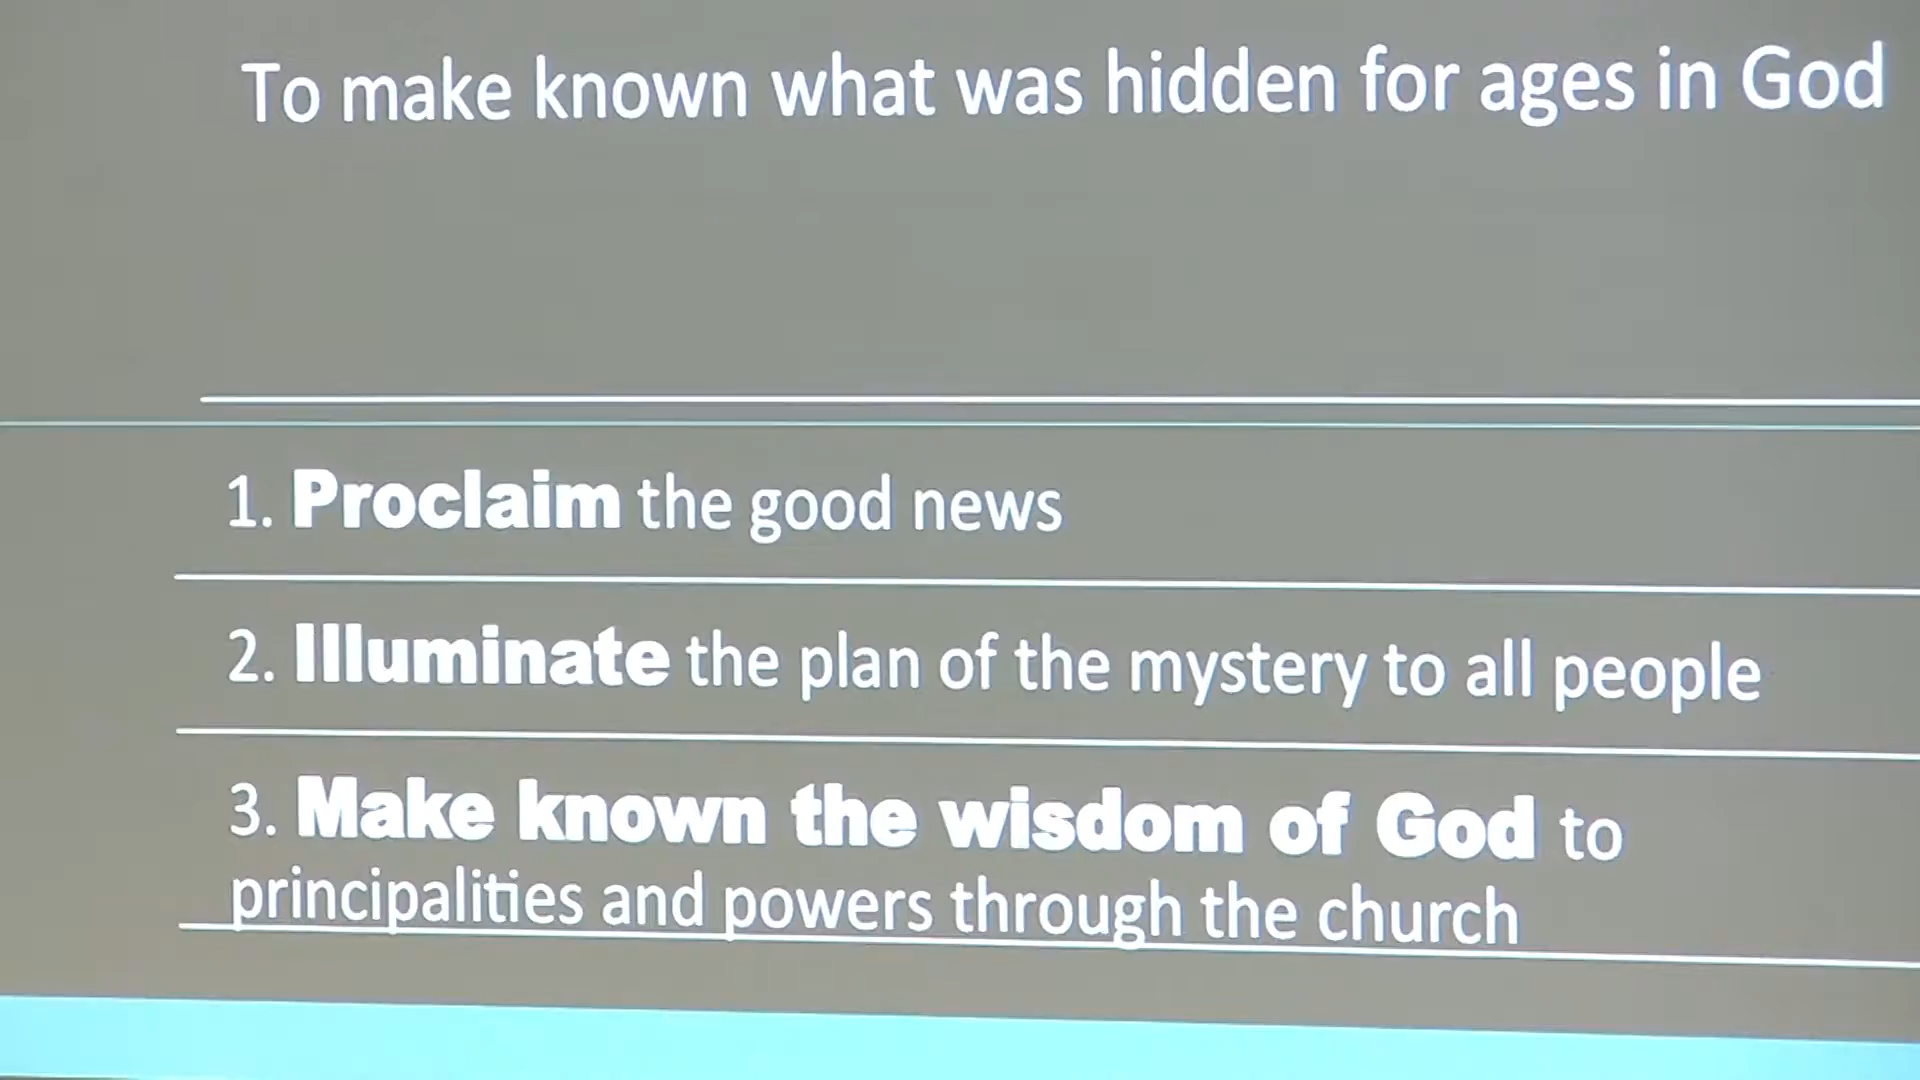 To make known what was hidden for ages in God
1. Proclaim the good news
2. Illuminate the plan of the mystery to all people
3. Make known the wisdom of God to
principalities and powers through the church